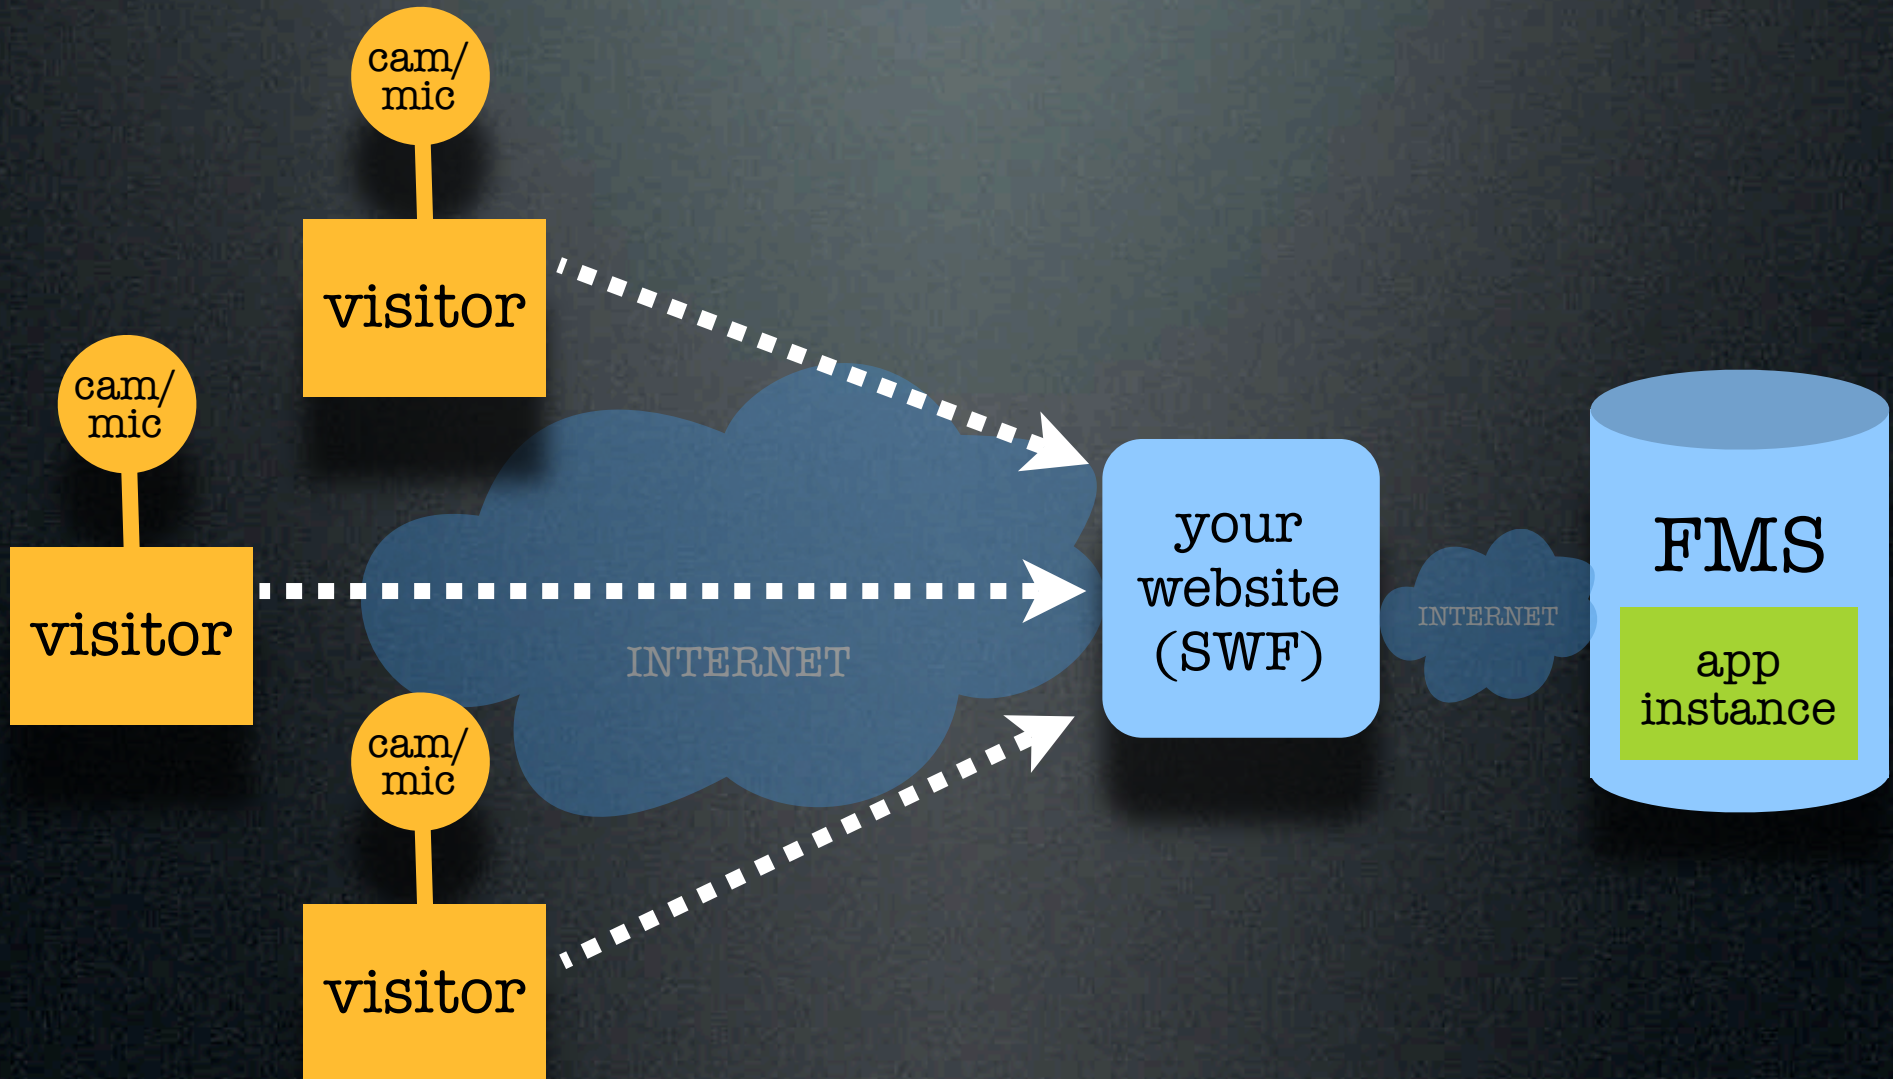 cam/
mic
visitor
cam/
mic
visitor
cam/
mic
visitor
INTERNET
your
website
(SWF)
INTERNET
FMS
app
instance